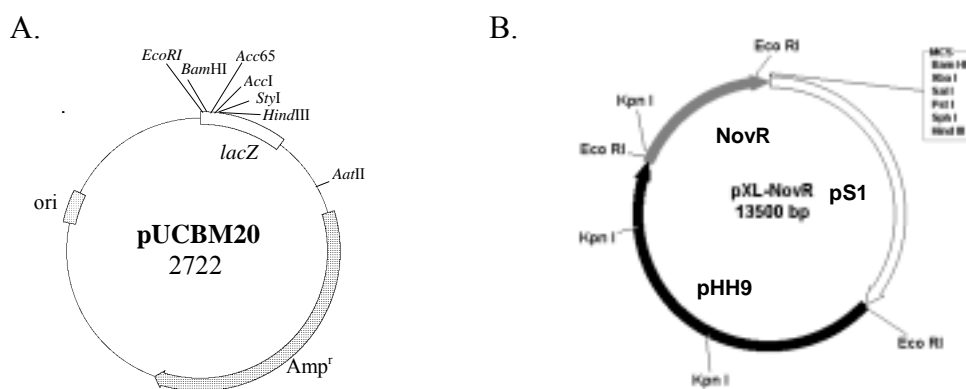 A.
EcoRI
BamHI
Acc65
AccI
StyI
HindIII
lacZ
AatII
ori
pUCBM20
2722
Ampr
.
B.
Eco RI
MCS
Bam HI
Xba I
Sal I
Pst I
Sph I
Hind III
Kpn I
Eco RI
NovR
pXL-NovR
13500 bp
pS1
Kpn I
pHH9
Kpn I
Eco RI